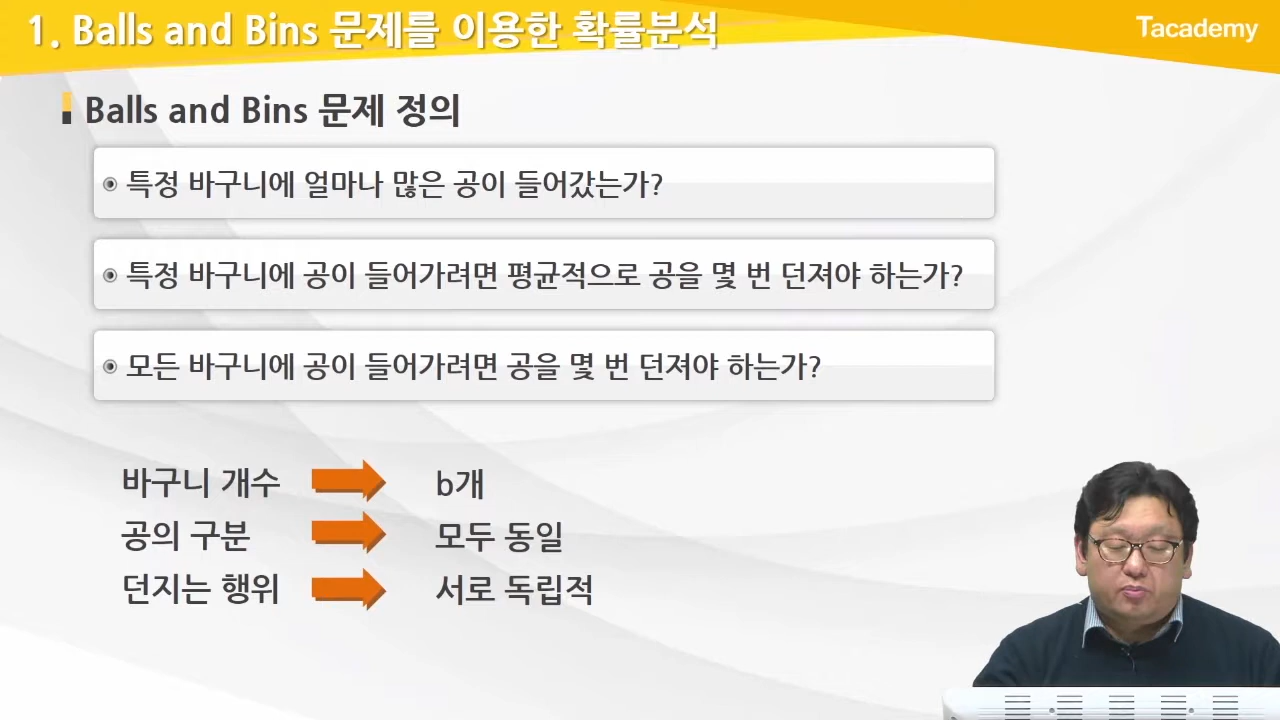 1. Balls and Bins 문제를 이용한 확률분석
Tacademy
Balls and Bins 문제 정의
특정 바구니에 얼마나 많은 공이 들어갔는가?
특정 바구니에 공이 들어가려면 평균적으로 공을 몇 번 던져야 하는가?
모든 바구니에 공이 들어가려면 공을 몇 번 던져야 하는가?
바구니 개수 b개
공의 구분 모두 동일
던지는 행위 서로 독립적